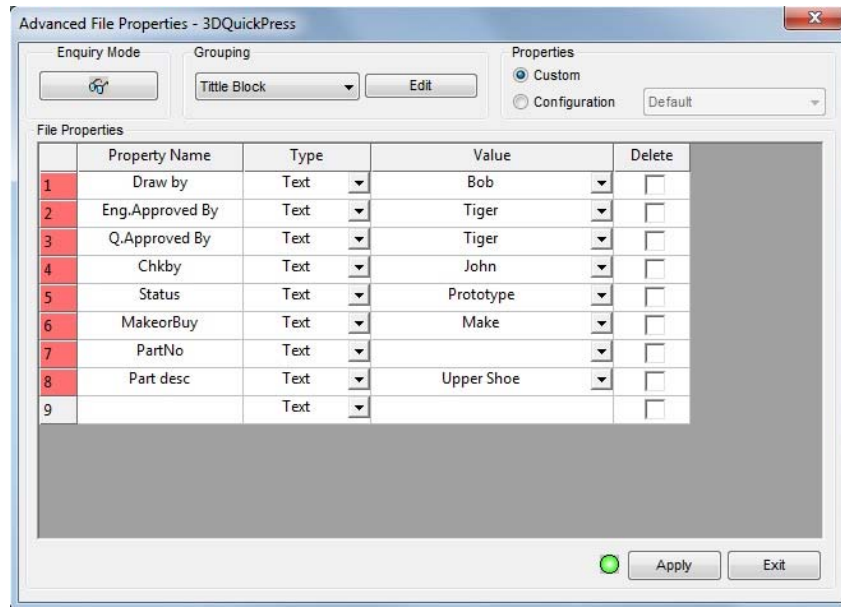 Advanced File Properties - 3DQuickPress
Enquiry Mode
Grouping
Tittle Block
Edit
Properties
Custom
Configuration
Default
File Properties
Property Name Type Value Delete
1 Draw by Text Bob
2 Eng.Approved By Text Tiger
3 Q.Approved By Text Tiger
4 Chkby Text John
5 Status Text Prototype
6 MakeorBuy Text Make
7 PartNo Text
8 Part desc Text Upper Shoe
9 Text
Apply Exit